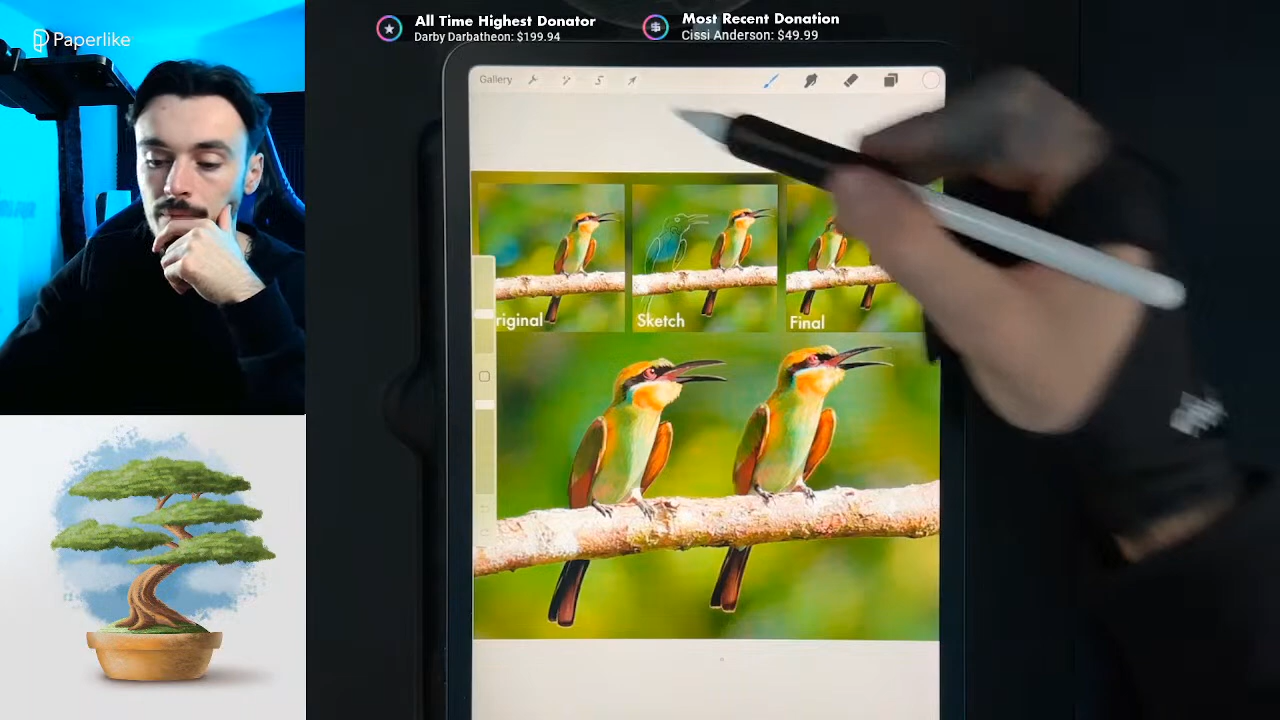 Paperlike
All Time Highest Donator
Darby Darbatheon: $199.94
Most Recent Donation
Cissi Anderson: $49.99
Gallery
riginal
Sketch
Final